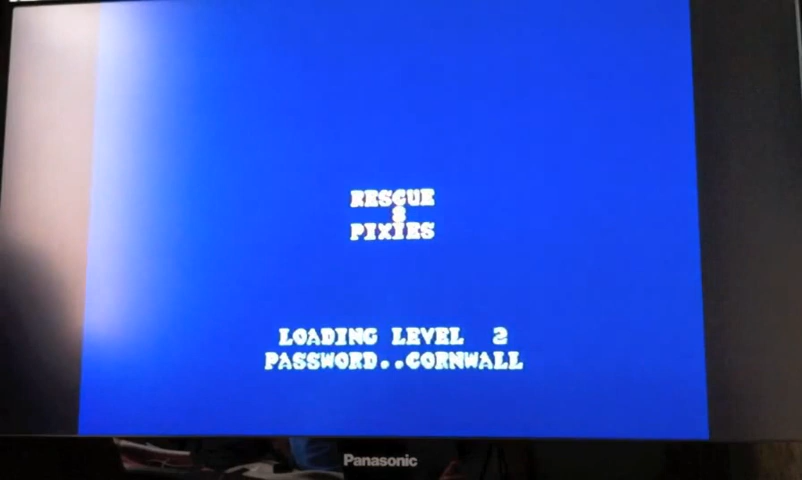 RESCUE
8
PIXIES
LOADING LEVEL 2
PASSWORD..CORNWALL
Panasonic